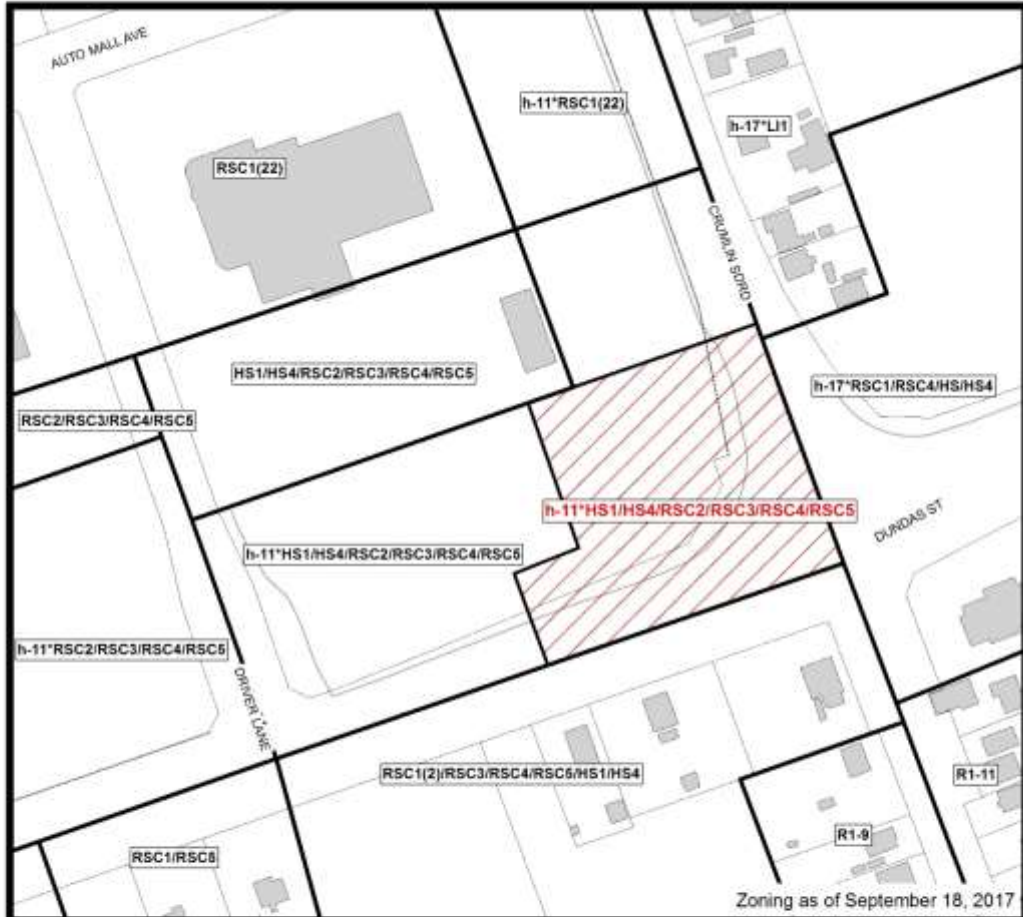 AUTO MALL AVE
h-11*RSC1(22)
h-17*LI1
RSC1(22)
CRUMLIN SDRD
HS1/HS4/RSC2/RSC3/RSC4/RSC5
h-17*RSC1/RSC4/HS/HS4
RSC2/RSC3/RSC4/RSC5
h-11*HS1/HS4/RSC2/RSC3/RSC4/RSC5
DUNDAS ST
h-11*HS1/HS4/RSC2/RSC3/RSC4/RSC5
h-11*RSC2/RSC3/RSC4/RSC5
DRIVER LANE
RSC1(2)/RSC3/RSC4/RSC5/HS1/HS4
R1-11
R1-9
RSC1/RSC5
Zoning as of September 18, 2017